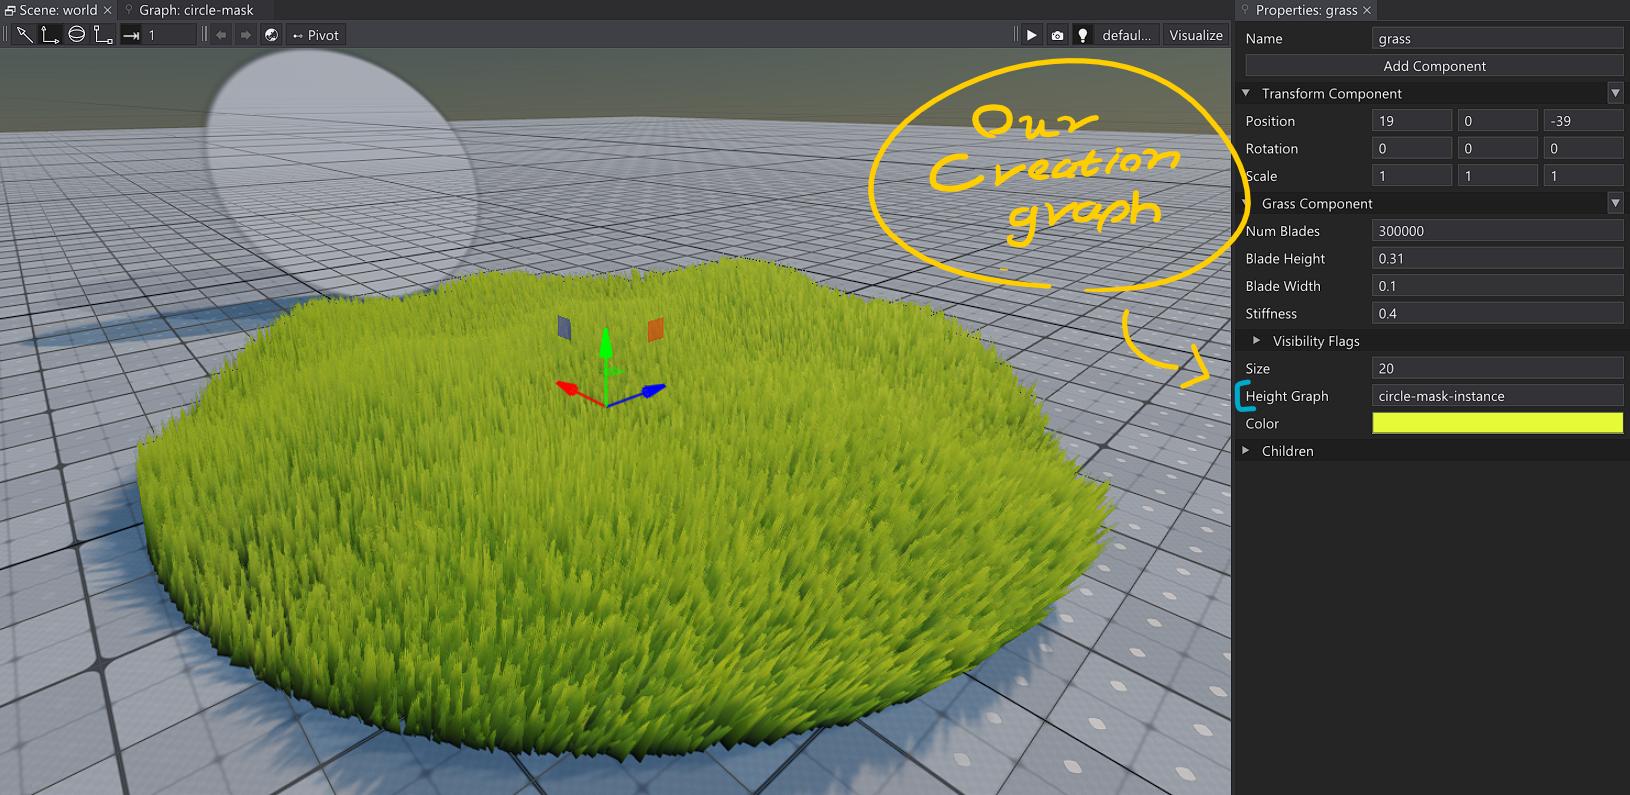 Scene: world
Graph: circle-mask
Properties: grass
1
Pivot
defaul...
Visualize
Name grass
Add Component
Transform Component
Position 19 0 -39
Rotation 0 0 0
Scale 1 1 1
Grass Component
Num Blades 300000
Blade Height 0.31
Blade Width 0.1
Stiffness 0.4
Visibility Flags
Size 20
Height Graph circle-mask-instance
Color
Children
Our
Creation
graph